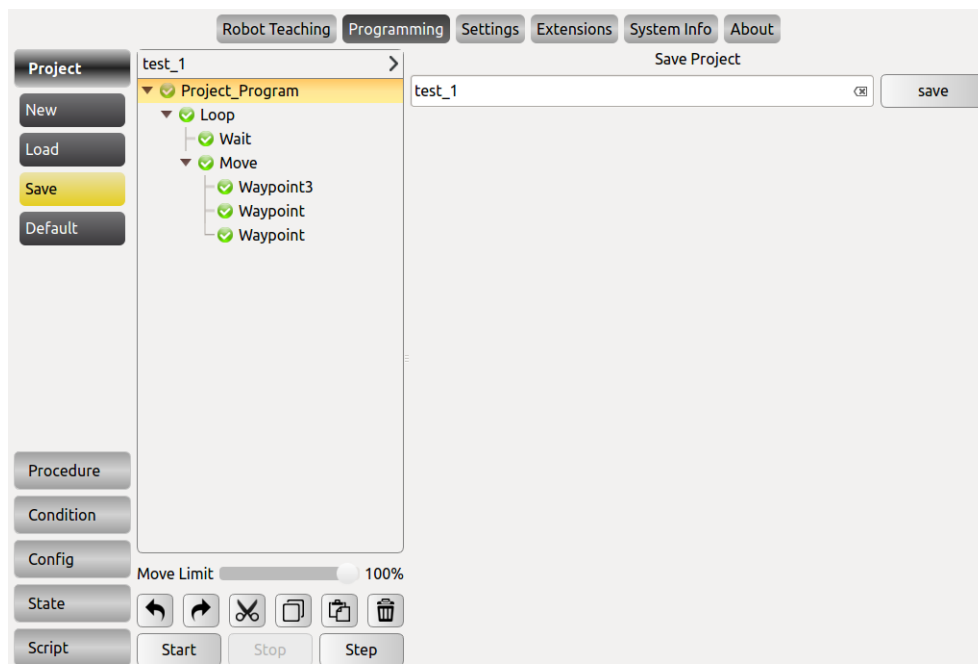 Robot Teaching Programming Settings Extensions System Info About
Project
New
Load
Save
Default
Procedure
Condition
Config
State
Script
test_1
Project_Program
Loop
Wait
Move
Waypoint3
Waypoint
Waypoint
Move Limit 100%
Start Stop Step
Save Project
test_1 save